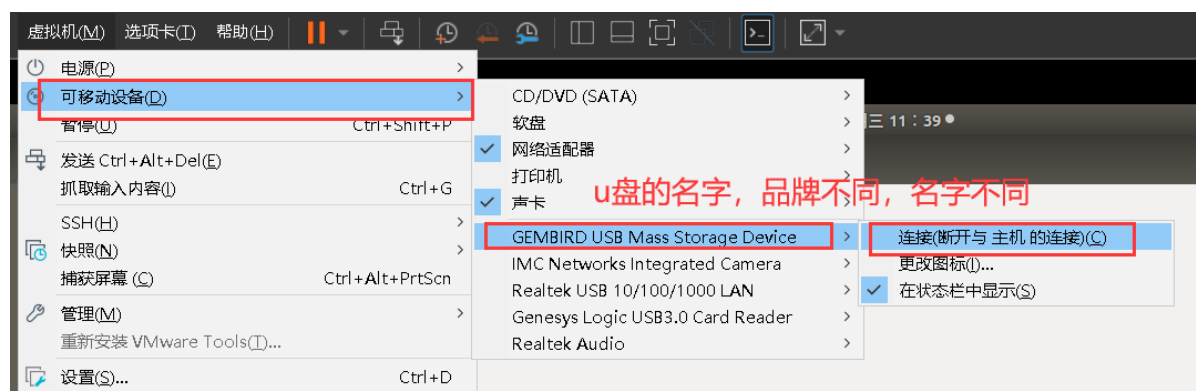 虚拟机(M) 选项卡(T) 帮助(H)
电源(P)
可移动设备(D)
暂停(U) Ctrl+Shift+P
发送 Ctrl+Alt+Del(E)
抓取输入内容(I) Ctrl+G
SSH(H)
快照(N)
捕获屏幕 (C) Ctrl+Alt+PrtScn
管理(M)
重新安装 VMware Tools(T)...
设置(S)... Ctrl+D
CD/DVD (SATA)
软盘
网络适配器
打印机
声卡
GEMBIRD USB Mass Storage Device
IMC Networks Integrated Camera
Realtek USB 10/100/1000 LAN
Genesys Logic USB3.0 Card Reader
Realtek Audio
三 11：39
u盘的名字，品牌不同，名字不同
连接(断开与 主机 的连接)(C)
更改图标(I)...
在状态栏中显示(S)